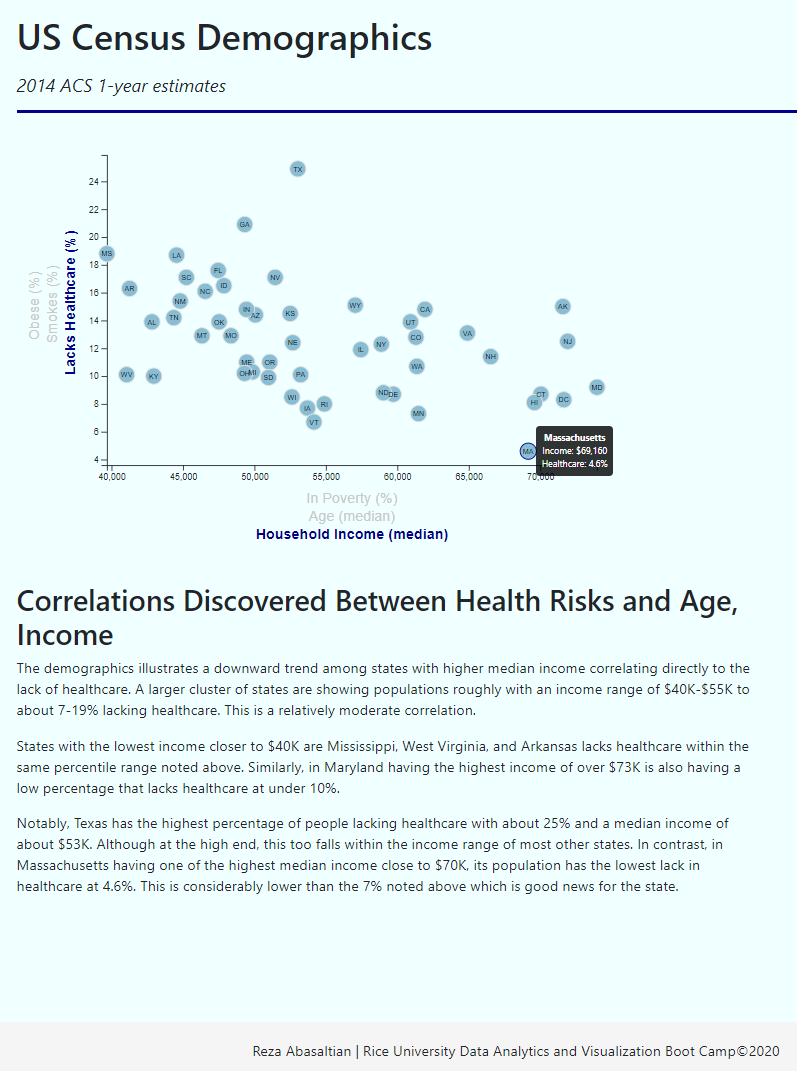 US Census Demographics
2014 ACS 1-year estimates
24
22
20
18
16
14
12
10
8
6
4
40,000 45,000 50,000 55,000 60,000 65,000 70,000
Obese (%)
Smokes (%)
Lacks Healthcare (%)
TX
GA
MS
LA
FL
SC
NV
ID
AR
NC
NM
WY
AK
IN
CA
AZ
KS
TN
AL
OK
UT
VA
MT
MO
CO
NE
NJ
NY
IL
NH
ME
OR
WA
OH
MI
SD
PA
WV
KY
MD
ND
DE
CT
WI
DC
HI
RI
IA
MN
VT
MA
Massachusetts
Income: $69,160
Healthcare: 4.6%
In Poverty (%)
Age (median)
Household Income (median)
Correlations Discovered Between Health Risks and Age,
Income
The demographics illustrates a downward trend among states with higher median income correlating directly to the
lack of healthcare. A larger cluster of states are showing populations roughly with an income range of $40K-$55K to
about 7-19% lacking healthcare. This is a relatively moderate correlation.
States with the lowest income closer to $40K are Mississippi, West Virginia, and Arkansas lacks healthcare within the
same percentile range noted above. Similarly, in Maryland having the highest income of over $73K is also having a
low percentage that lacks healthcare at under 10%.
Notably, Texas has the highest percentage of people lacking healthcare with about 25% and a median income of
about $53K. Although at the high end, this too falls within the income range of most other states. In contrast, in
Massachusetts having one of the highest median income close to $70K, its population has the lowest lack in
healthcare at 4.6%. This is considerably lower than the 7% noted above which is good news for the state.
Reza Abasaltian | Rice University Data Analytics and Visualization Boot Camp©2020